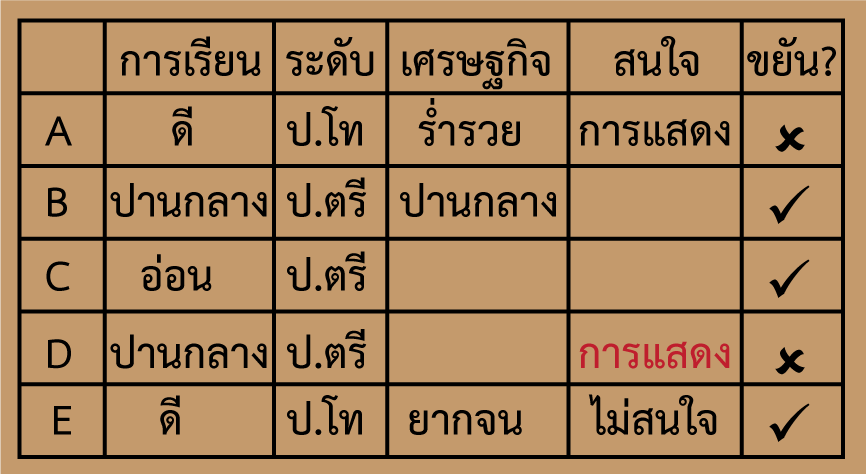 การเรียน ระดับ เศรษฐกิจ สนใจ ขยัน?
A ดี ป.โท ร่ำรวย การแสดง ✘
B ปานกลาง ป.ตรี ปานกลาง ✓
C อ่อน ป.ตรี ✓
D ปานกลาง ป.ตรี การแสดง ✘
E ดี ป.โท ยากจน ไม่สนใจ ✓